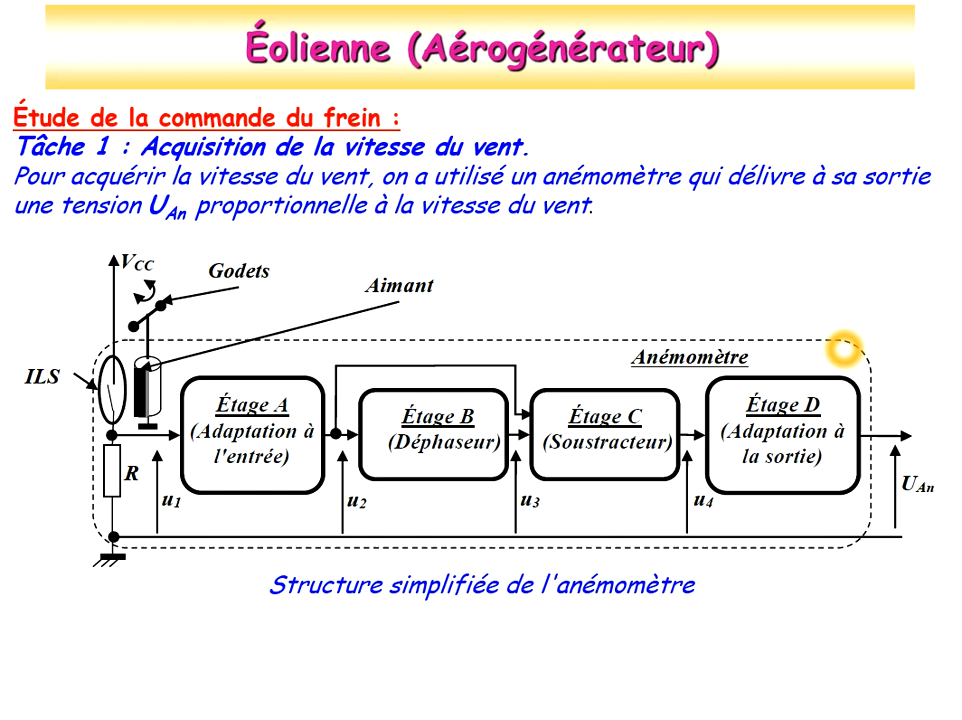 Éolienne (Aérogénérateur)
Étude de la commande du frein :
Tâche 1 : Acquisition de la vitesse du vent.
Pour acquérir la vitesse du vent, on a utilisé un anémomètre qui délivre à sa sortie
une tension UAn proportionnelle à la vitesse du vent.
VCC
Godets
Aimant
Anémomètre
ILS
Étage A
(Adaptation à
l'entrée)
Étage B
(Déphaseur)
Étage C
(Soustracteur)
Étage D
(Adaptation à
la sortie)
R
u1
u2
u3
u4
UAn
Structure simplifiée de l'anémomètre